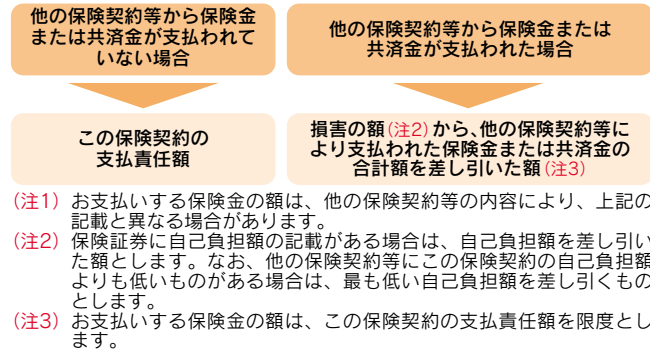 他の保険契約等から保険金
または共済金が支払われて
いない場合
他の保険契約等から保険金または
共済金が支払われた場合
この保険契約の
支払責任額
損害の額(注2)から、他の保険契約等に
より支払われた保険金または共済金の
合計額を差し引いた額(注3)
(注1) お支払いする保険金の額は、他の保険契約等の内容により、上記の
記載と異なる場合があります。
(注2) 保険証券に自己負担額の記載がある場合は、自己負担額を差し引い
た額とします。なお、他の保険契約等にこの保険契約の自己負担額
よりも低いものがある場合は、最も低い自己負担額を差し引くもの
とします。
(注3) お支払いする保険金の額は、この保険契約の支払責任額を限度とし
ます。